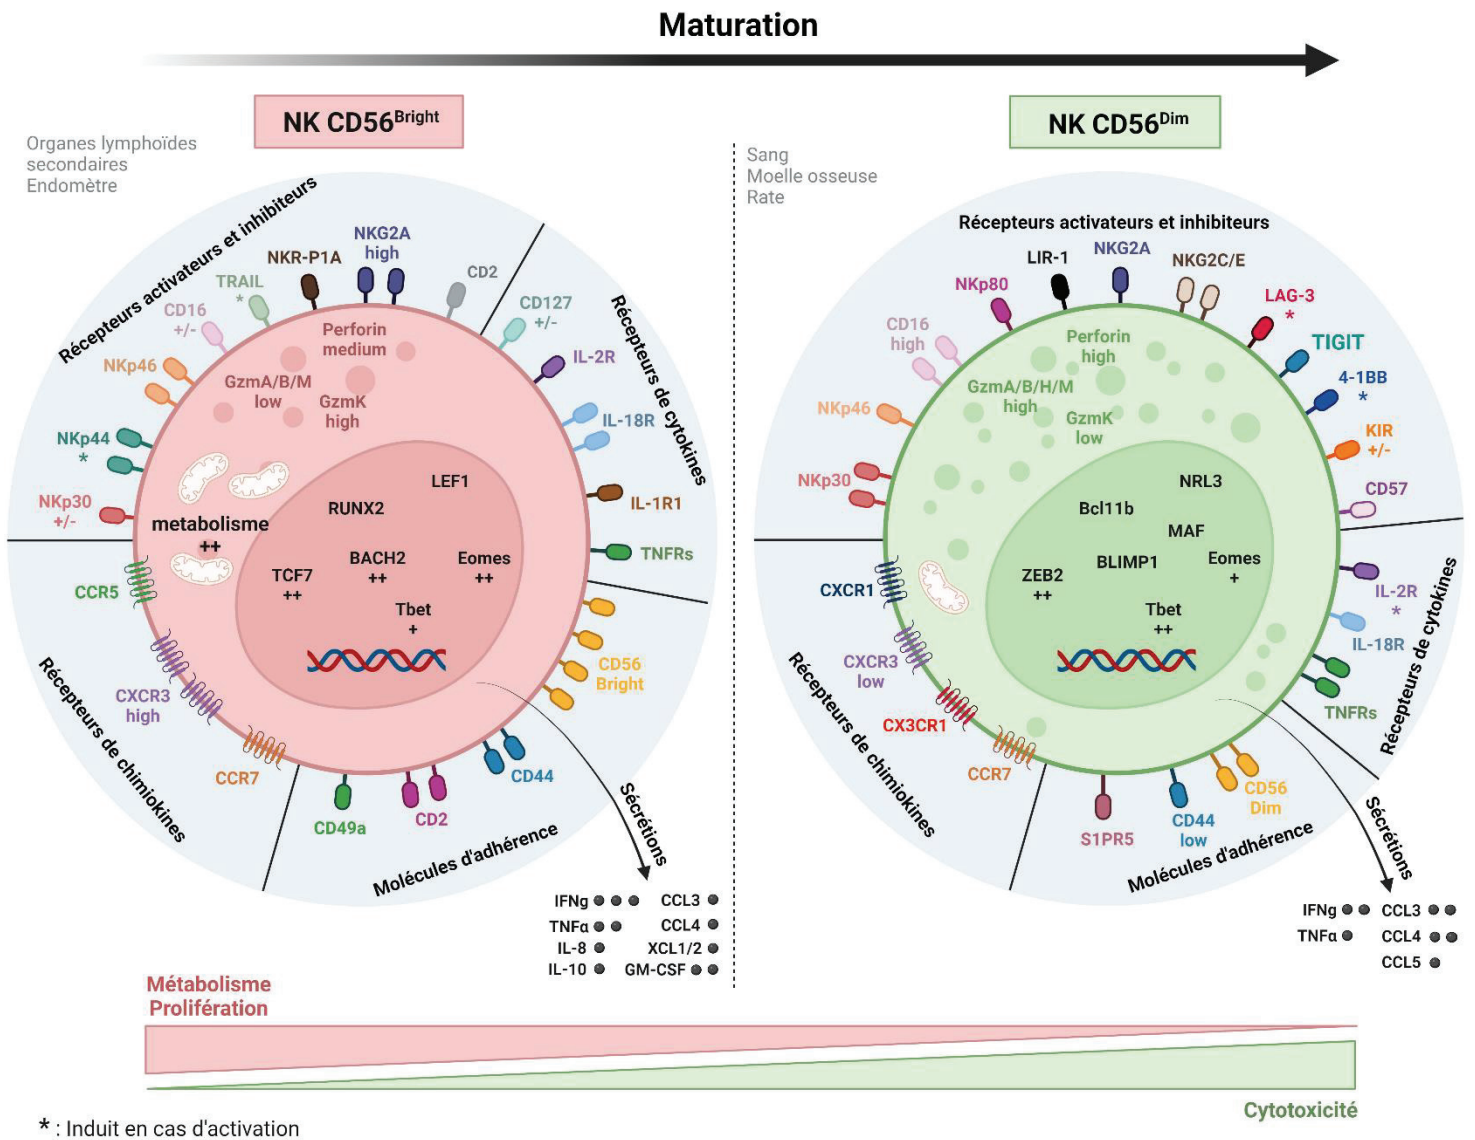 Maturation
NK CD56Bright
Organes lymphoïdes
secondaires
Endomètre
Récepteurs activateurs et inhibiteurs
NKG2A
high
NKR-P1A
CD2
TRAIL
*
CD16
+/-
NKp46
NKp44
*
NKp30
+/-
Récepteurs de cytokines
CD127
+/-
IL-2R
IL-18R
IL-1R1
TNFRs
Perforin
medium
GzmA/B/M
low
GzmK
high
metabolisme
++
LEF1
RUNX2
BACH2
++
Eomes
++
TCF7
++
Tbet
+
CCR5
CXCR3
high
CCR7
Récepteurs de chimiokines
CD56
Bright
CD44
CD2
CD49a
Molécules d'adhérence
Sécrétions
IFNg
CCL3
TNFα
CCL4
IL-8
XCL1/2
IL-10
GM-CSF
NK CD56Dim
Sang
Moelle osseuse
Rate
Récepteurs activateurs et inhibiteurs
LIR-1
NKG2A
NKG2C/E
NKp80
LAG-3
*
CD16
high
TIGIT
4-1BB
*
NKp46
KIR
+/-
NKp30
CD57
Perforin
high
GzmA/B/H/M
high
GzmK
low
NRL3
Bcl11b
MAF
BLIMP1
Eomes
+
ZEB2
++
Tbet
++
CXCR1
CXCR3
low
CX3CR1
CCR7
Récepteurs de chimiokines
IL-2R
*
IL-18R
TNFRs
Récepteurs de cytokines
CD56
Dim
CD44
low
S1PR5
Molécules d'adhérence
Sécrétions
IFNg
CCL3
TNFα
CCL4
CCL5
Métabolisme
Prolifération
Cytotoxicité
* : Induit en cas d'activation